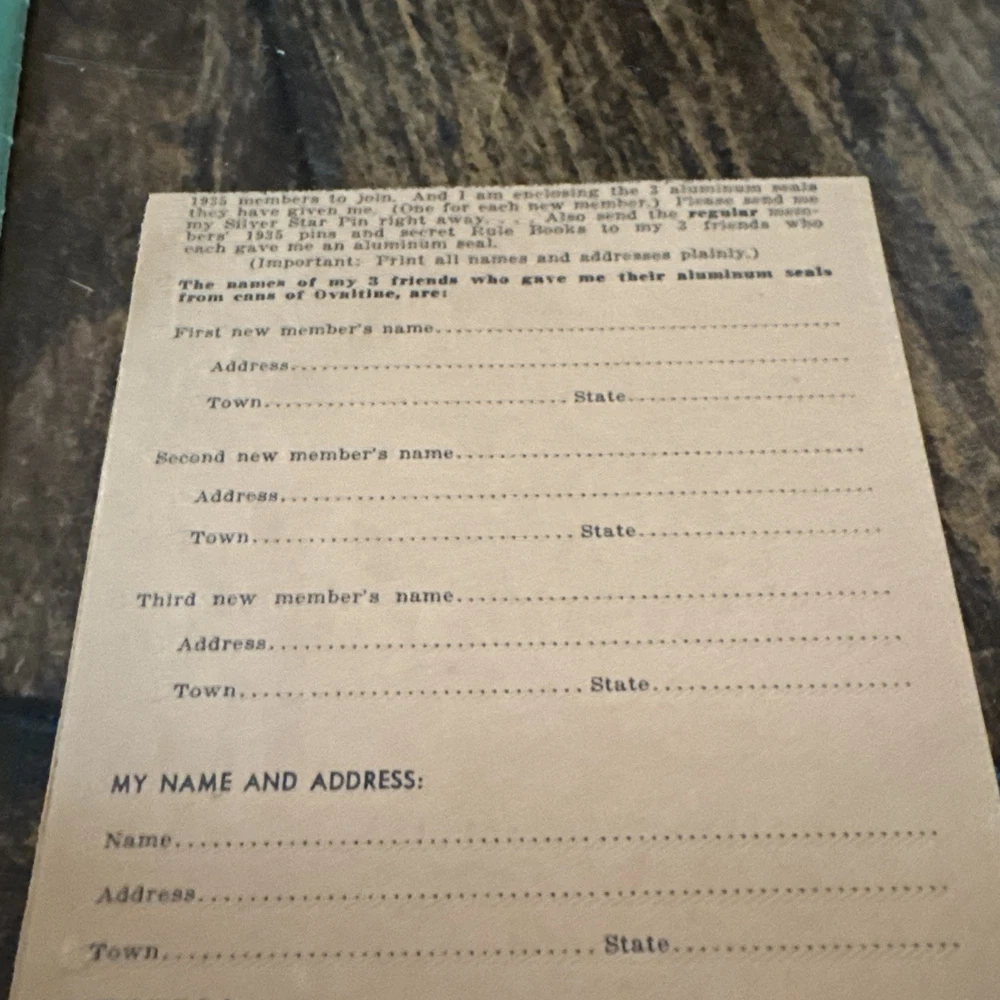 1935 members to join. And I am enclosing the 3 aluminum seals
they have given me. (One for each new member.) Please send me
my Silver Star Pin right away. . . . Also send the regular mem-
bers' 1935 pins and secret Rule Books to my 3 friends who
each gave me an aluminum seal.
(Important: Print all names and addresses plainly.)
The names of my 3 friends who gave me their aluminum seals
from cans of Ovaltine, are:
First new member's name
Address
Town State
Second new member's name
Address
Town State
Third new member's name
Address
Town State
MY NAME AND ADDRESS:
Name
Address
Town State